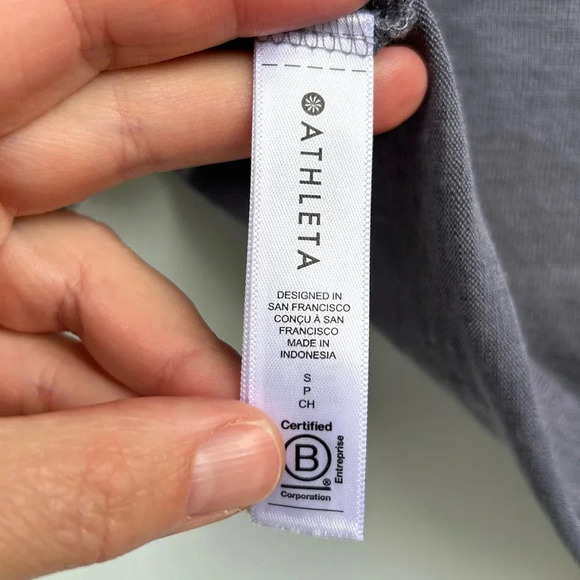 ATHLETA
DESIGNED IN
SAN FRANCISCO
CONÇU À SAN
FRANCISCO
MADE IN
INDONESIA
S
P
CH
Certified
B
®
Entreprise
Corporation